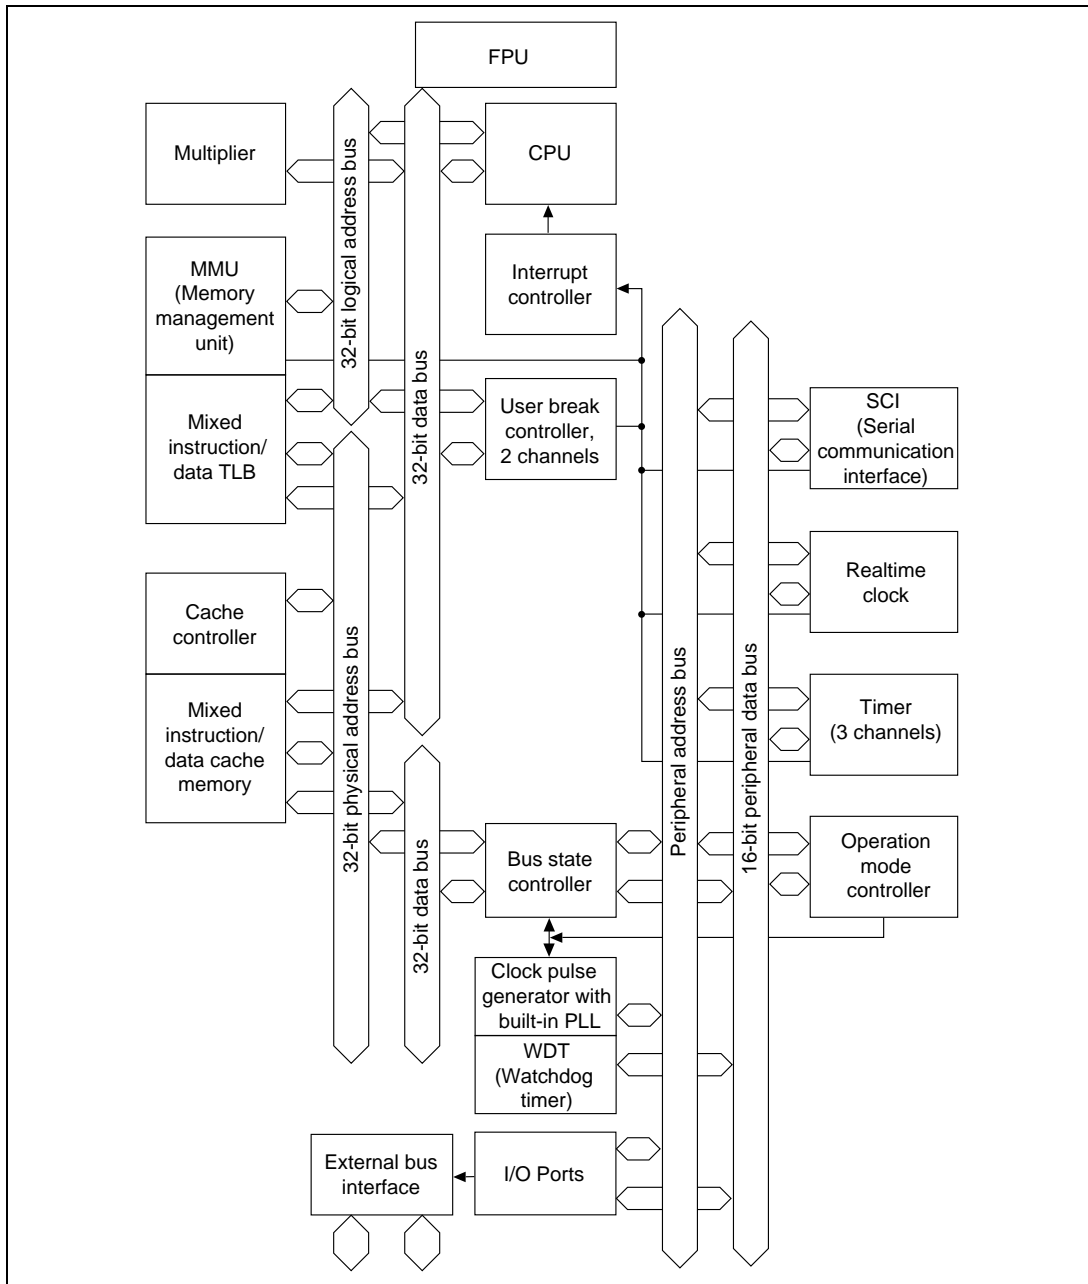 FPU
Multiplier
CPU
32-bit logical address bus
MMU
(Memory
management
unit)
Interrupt
controller
32-bit data bus
Mixed
instruction/
data TLB
User break
controller,
2 channels
SCI
(Serial
communication
interface)
Realtime
clock
Cache
controller
32-bit physical address bus
Mixed
instruction/
data cache
memory
Peripheral address bus
16-bit peripheral data bus
Timer
(3 channels)
32-bit data bus
Bus state
controller
Operation
mode
controller
Clock pulse
generator with
built-in PLL
WDT
(Watchdog
timer)
External bus
interface
I/O Ports